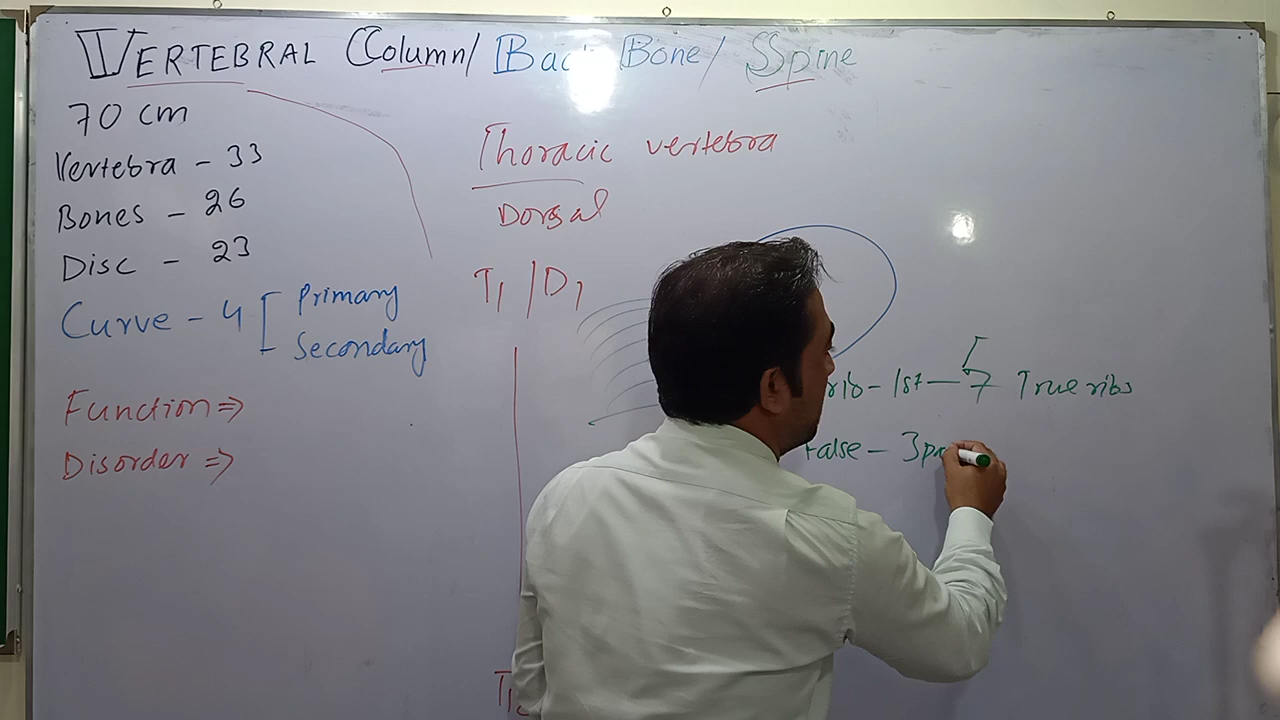 VERTEBRAL Column/ Back Bone/ Spine
70 cm
Vertebra - 33
Bones - 26
Disc - 23
Curve - 4 Primary
Secondary
Function =>
Disorder =>
Thoracic vertebra
Dorsal
T1 / D1
rib - 1st - 7 True ribs
False - 3